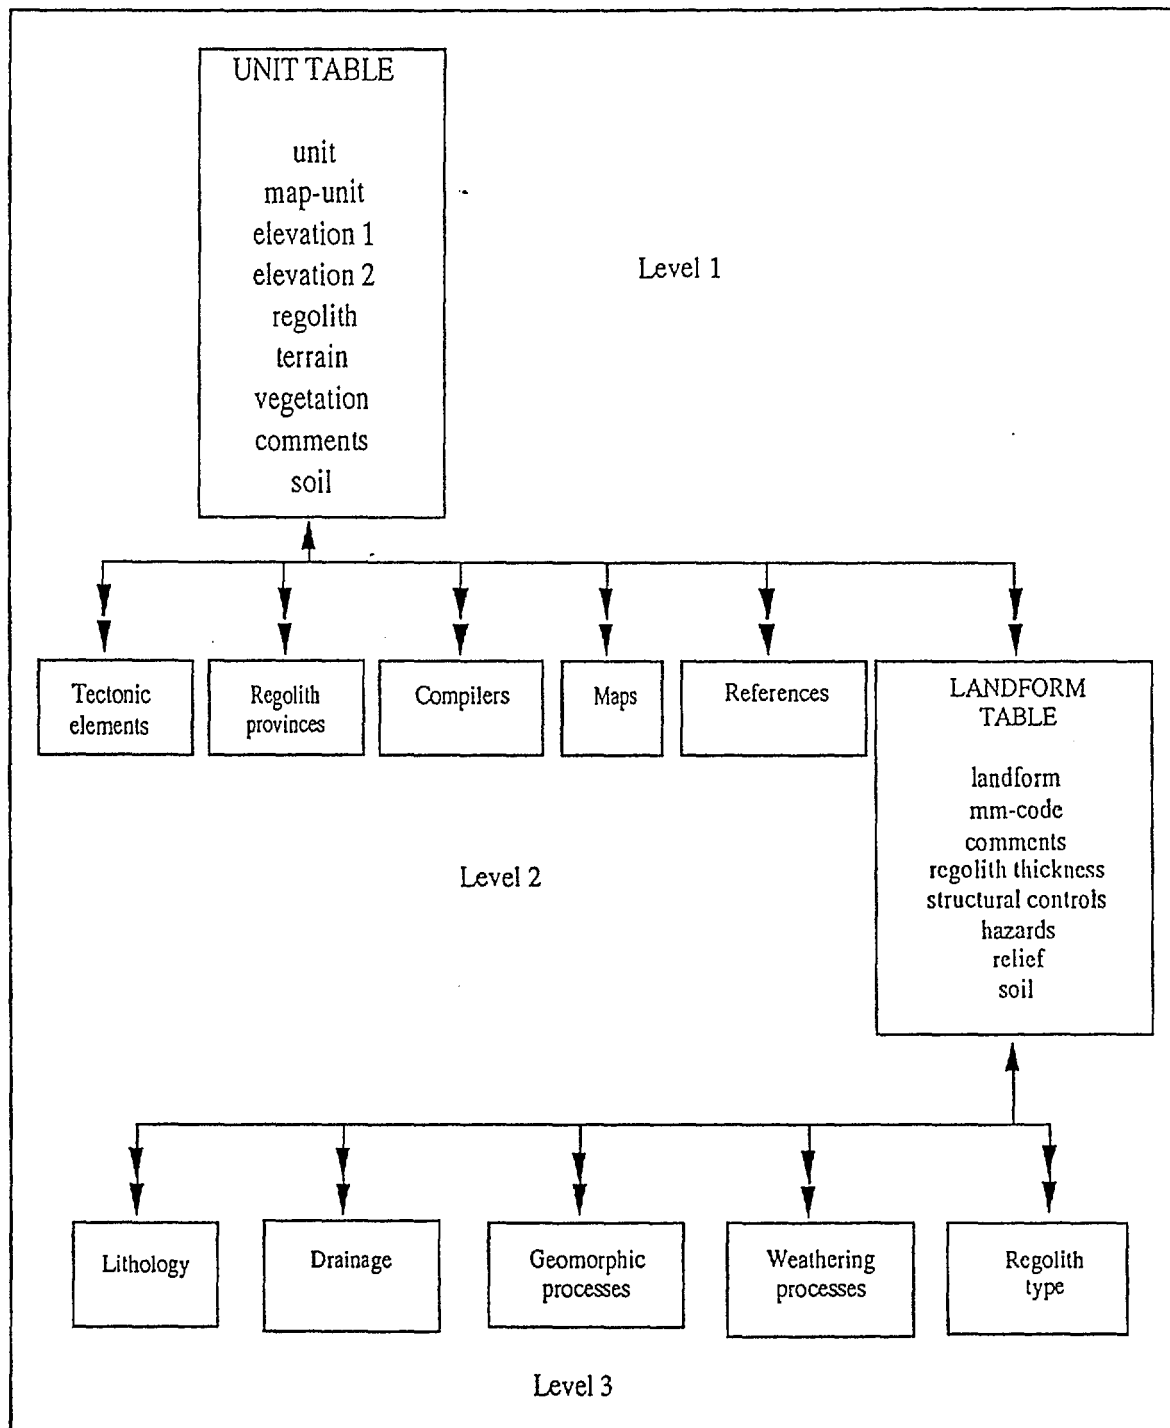 UNIT TABLE
unit
map-unit
elevation 1
elevation 2
regolith
terrain
vegetation
comments
soil
Level 1
Tectonic
elements
Regolith
provinces
Compilers
Maps
References
LANDFORM
TABLE
landform
mm-code
comments
regolith thickness
structural controls
hazards
relief
soil
Level 2
Lithology
Drainage
Geomorphic
processes
Weathering
processes
Regolith
type
Level 3